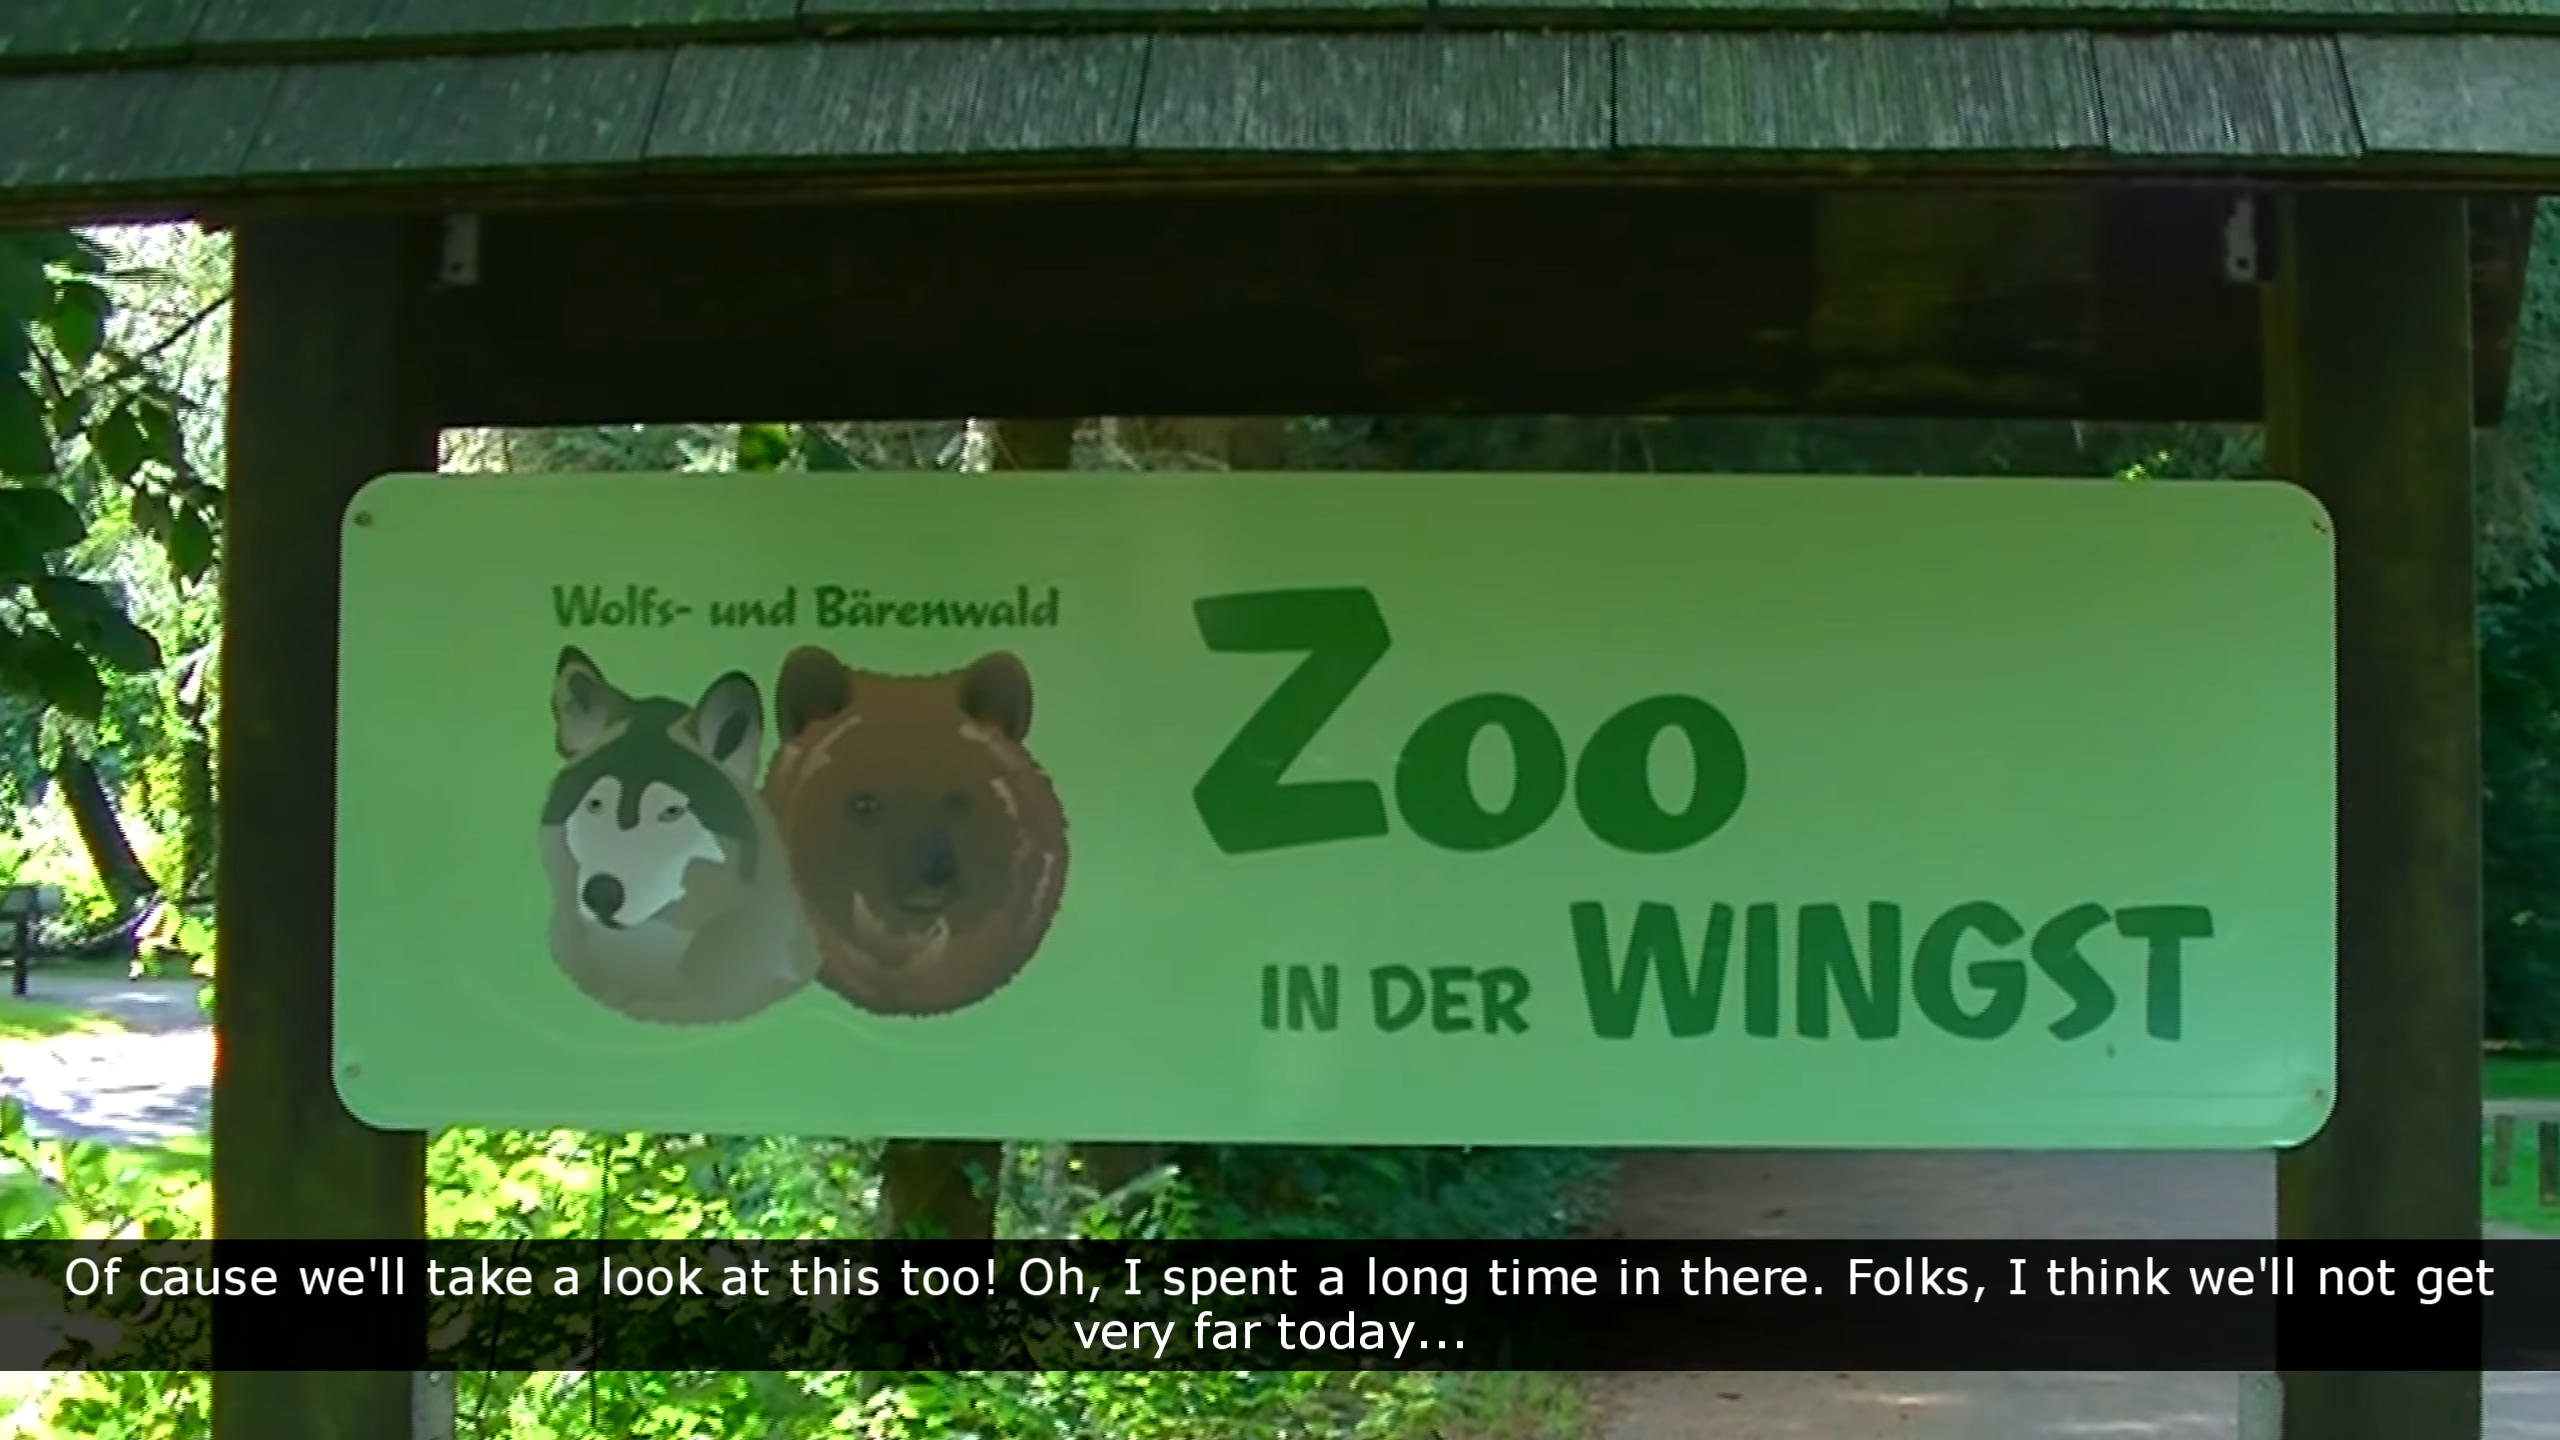 Wolfs- und Bärenwald
Zoo
IN DER WINGST
Of cause we'll take a look at this too! Oh, I spent a long time in there. Folks, I think we'll not get
very far today...